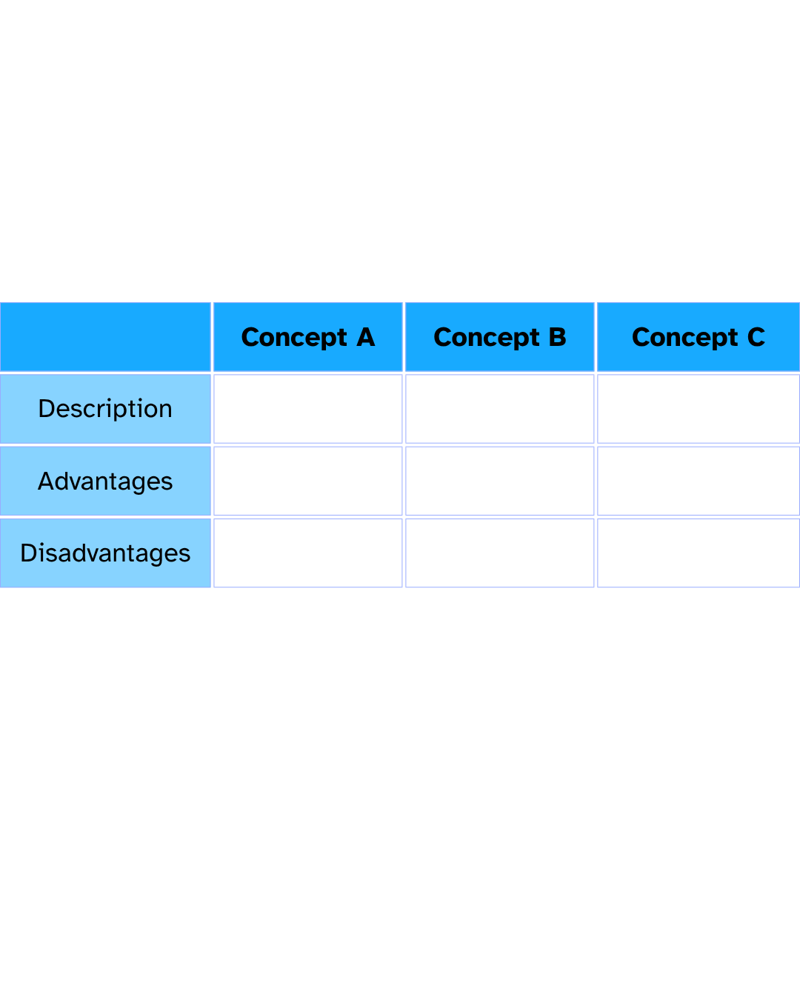 Concept A Concept B Concept C
Description
Advantages
Disadvantages